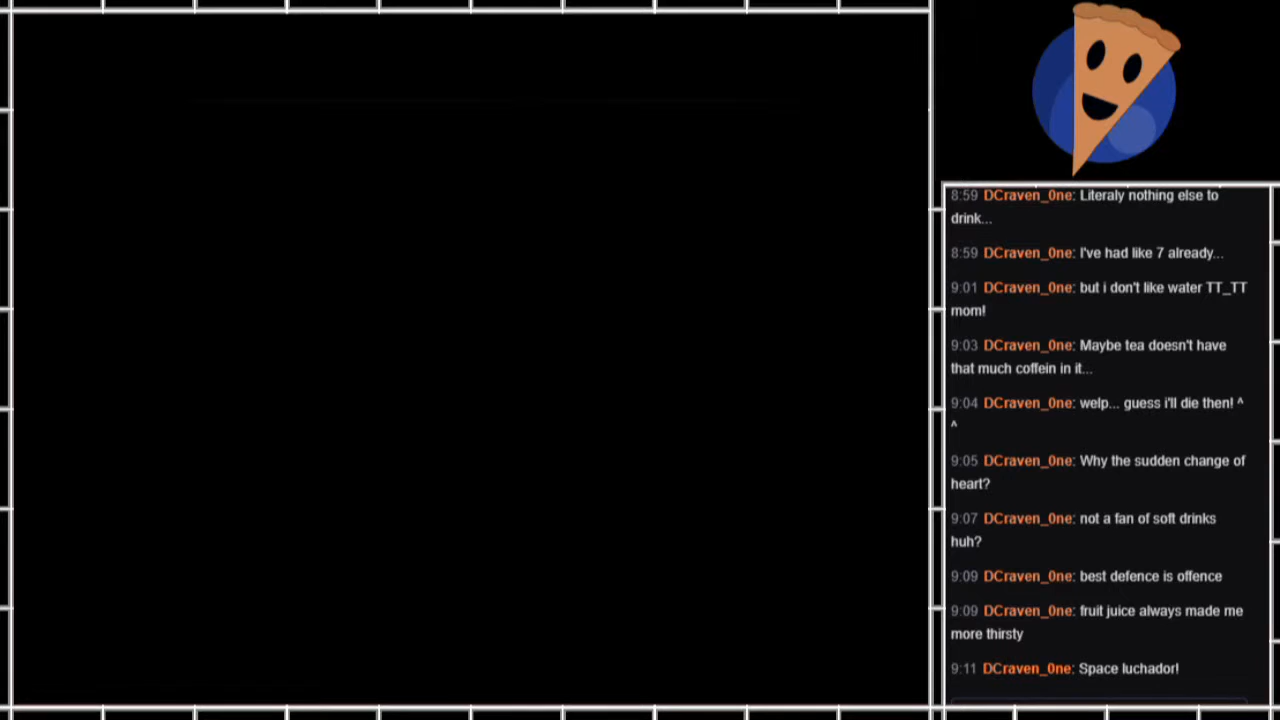 8:59 DCraven_0ne: Literaly nothing else to
drink...
8:59 DCraven_0ne: I've had like 7 already...
9:01 DCraven_0ne: but i don't like water TT_TT
mom!
9:03 DCraven_0ne: Maybe tea doesn't have
that much coffein in it...
9:04 DCraven_0ne: welp... guess i'll die then! ^
^
9:05 DCraven_0ne: Why the sudden change of
heart?
9:07 DCraven_0ne: not a fan of soft drinks
huh?
9:09 DCraven_0ne: best defence is offence
9:09 DCraven_0ne: fruit juice always made me
more thirsty
9:11 DCraven_0ne: Space luchador!